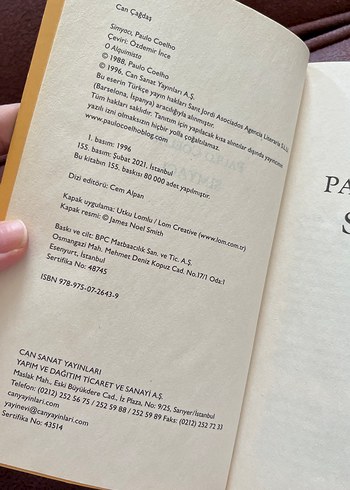 Can Çağdaş
Simyacı, Paulo Coelho
Çeviri: Özdemir İnce
O Alquimista
© 1988, Paulo Coelho
© 1996, Can Sanat Yayınları A.Ş.
Bu eserin Türkçe yayın hakları Sant Jordi Asociados Agencia Literaria S.L.U.
(Barselona, İspanya) aracılığıyla alınmıştır.
Tüm hakları saklıdır. Tanıtım için yapılacak kısa alıntılar dışında yayıncının
yazılı izni olmaksızın hiçbir yolla çoğaltılamaz.
www.paulocoelhoblog.com
1. basım: 1996
155. basım: Şubat 2021, İstanbul
Bu kitabın 155. baskısı 80 000 adet yapılmıştır.
Dizi editörü: Cem Alpan
Kapak uygulama: Utku Lomlu / Lom Creative (www.lom.com.tr)
Kapak resmi: © James Noel Smith
Baskı ve cilt: BPC Matbaacılık San. ve Tic. A.Ş.
Osmangazi Mah. Mehmet Deniz Kopuz Cad. No:17/1 Oda:1
Esenyurt, İstanbul
Sertifika No: 48745
ISBN 978-975-07-2643-9
CAN SANAT YAYINLARI
YAPIM VE DAĞITIM TİCARET VE SANAYİ A.Ş.
Maslak Mah., Eski Büyükdere Cad., İz Plaza, No: 9/25, Sarıyer/İstanbul
Telefon: (0212) 252 56 75 / 252 59 88 / 252 59 89 Faks: (0212) 252 72 33
canyayinlari.com
yayinevi@canyayinlari.com
Sertifika No: 43514
PA
S